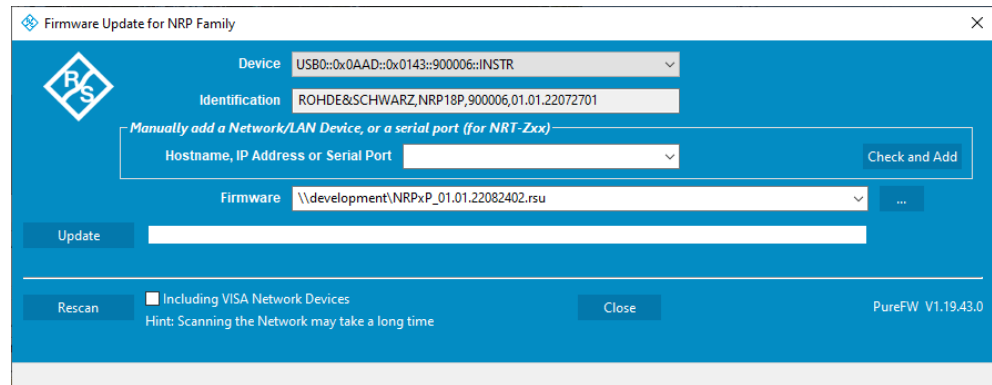 Firmware Update for NRP Family
R&S
Device USB0::0x0AAD::0x0143::900006::INSTR
Identification ROHDE&SCHWARZ,NRP18P,900006,01.01.22072701
Manually add a Network/LAN Device, or a serial port (for NRT-Zxx)
Hostname, IP Address or Serial Port Check and Add
Firmware \\development\NRPxP_01.01.22082402.rsu ...
Update
Rescan Including VISA Network Devices Close PureFW V1.19.43.0
Hint: Scanning the Network may take a long time